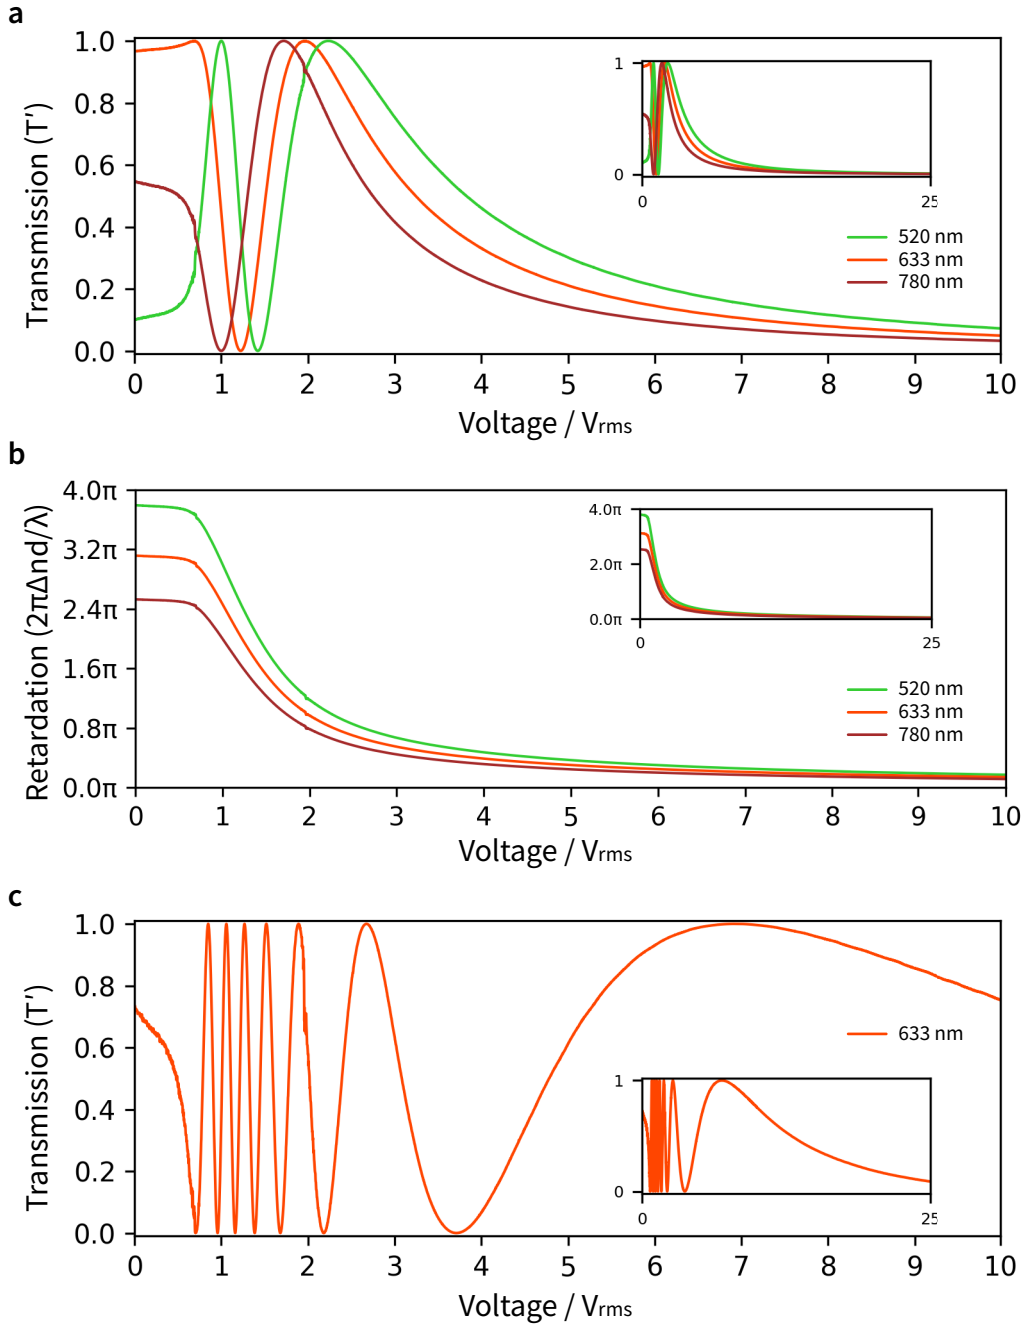 a
Transmission (T′)
1.0
0.8
0.6
0.4
0.2
0.0
0 1 2 3 4 5 6 7 8 9 10
Voltage / Vrms
1
0
0 25
520 nm
633 nm
780 nm
b
Retardation (2πΔnd/λ)
4.0π
3.2π
2.4π
1.6π
0.8π
0.0π
0 1 2 3 4 5 6 7 8 9 10
Voltage / Vrms
4.0π
2.0π
0.0π
0 25
520 nm
633 nm
780 nm
c
Transmission (T′)
1.0
0.8
0.6
0.4
0.2
0.0
0 1 2 3 4 5 6 7 8 9 10
Voltage / Vrms
633 nm
1
0
0 25